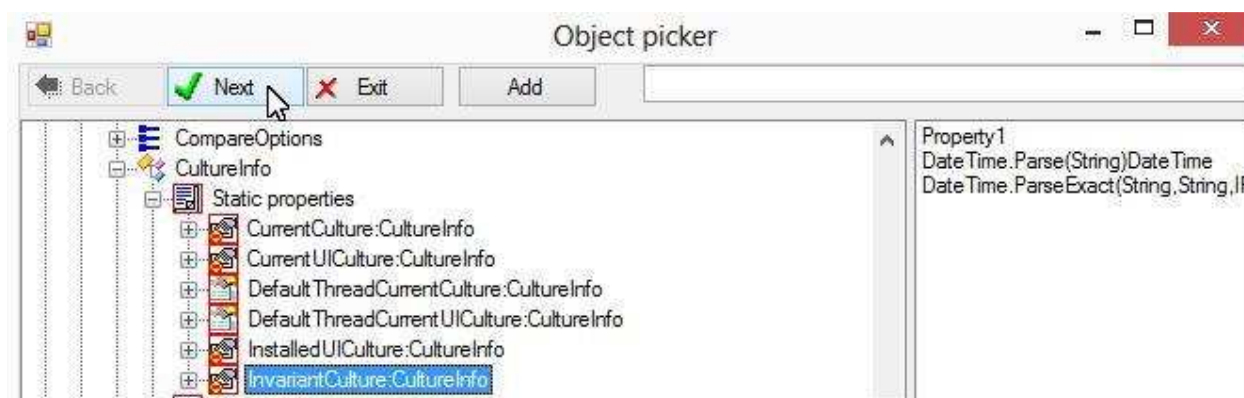 Object picker
Back Next Exit Add
CompareOptions
CultureInfo
Static properties
CurrentCulture:CultureInfo
CurrentUICulture:CultureInfo
DefaultThreadCurrentCulture:CultureInfo
DefaultThreadCurrentUICulture:CultureInfo
InstalledUICulture:CultureInfo
InvariantCulture:CultureInfo
Property1
DateTime.Parse(String)DateTime
DateTime.ParseExact(String,String,IF